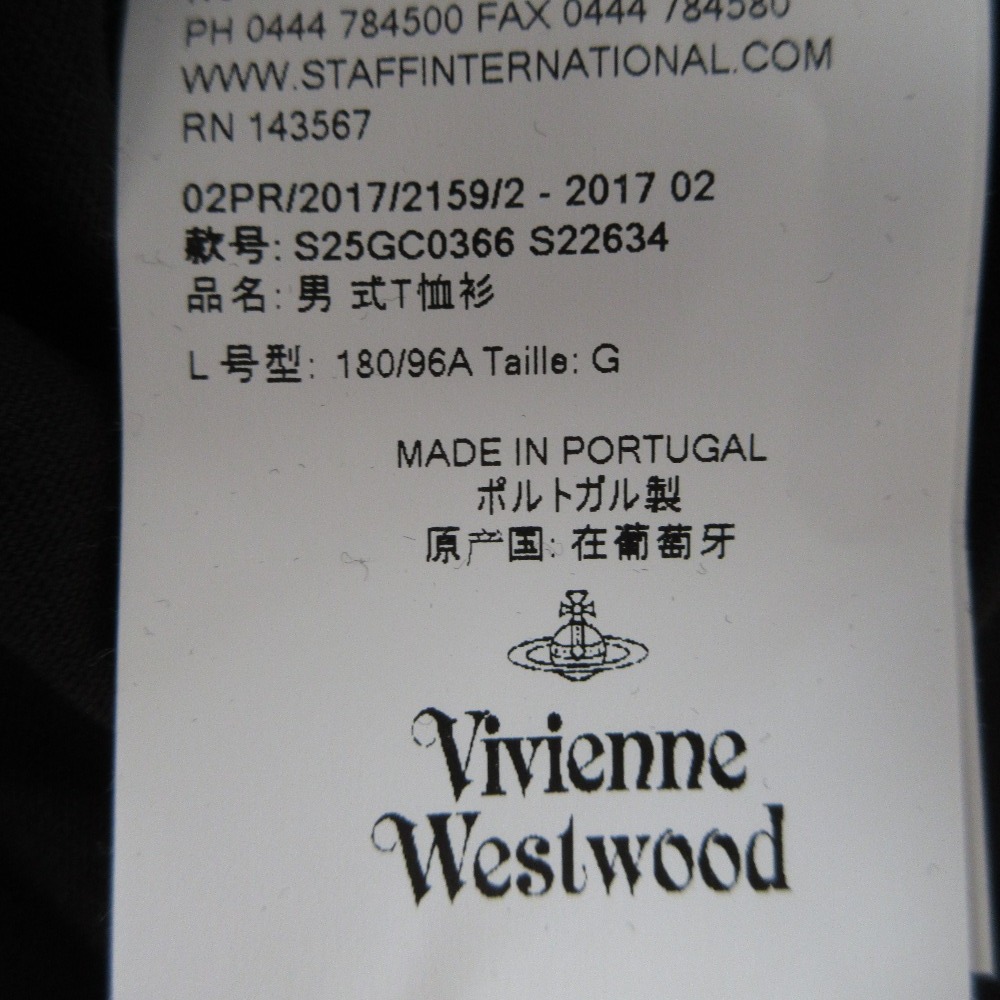 PH 0444 784500 FAX 0444 784580
WWW.STAFFINTERNATIONAL.COM
RN 143567
02PR/2017/2159/2 - 2017 02
款号: S25GC0366 S22634
品名: 男 式T恤衫
L 号型: 180/96A Taille: G
MADE IN PORTUGAL
ポルトガル製
原产国: 在葡萄牙
Vivienne
Westwood